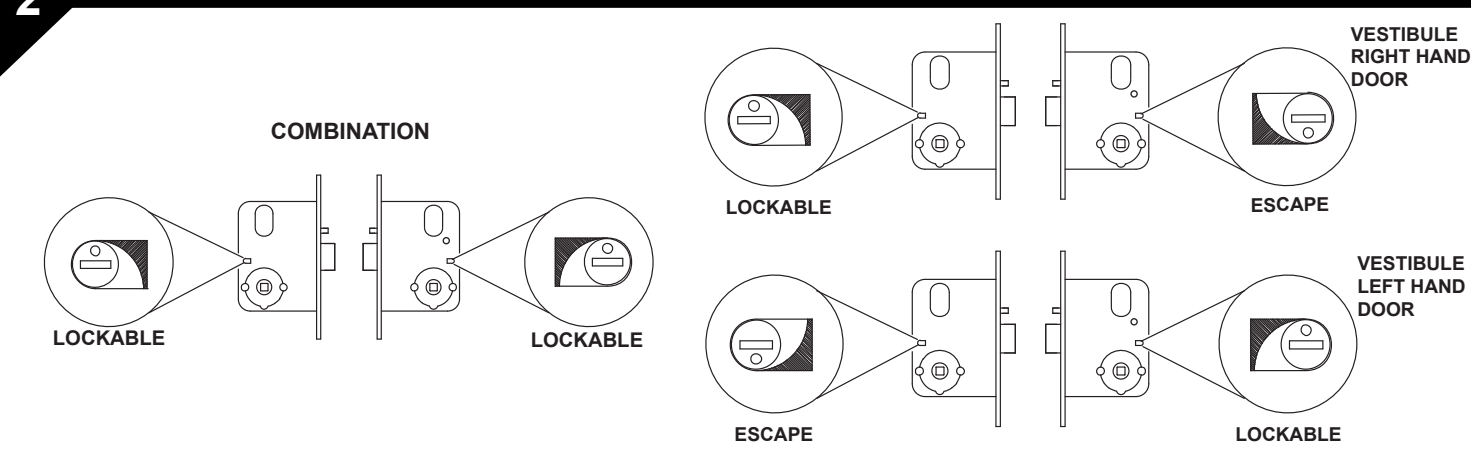 2
COMBINATION
LOCKABLE
LOCKABLE
VESTIBULE
RIGHT HAND
DOOR
LOCKABLE
ESCAPE
VESTIBULE
LEFT HAND
DOOR
ESCAPE
LOCKABLE